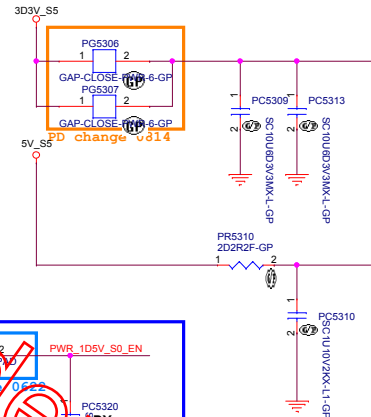 3D3V_S5
PG5306
1 2
GAP-CLOSE-PWR-6-GP
PG5307
1 2
GAP-CLOSE-PWR-6-GP
PD change 0814
PC5309
1
2
SC10U6D3V3MX-L-GP
PC5313
1
2
SC10U6D3V3MX-L-GP
5V_S5
PR5310
2D2R2F-GP
1 2
PC5310
1
2
SC1U10V2KX-L1-GP
PWR_1D5V_S0_EN
0622
PC5320